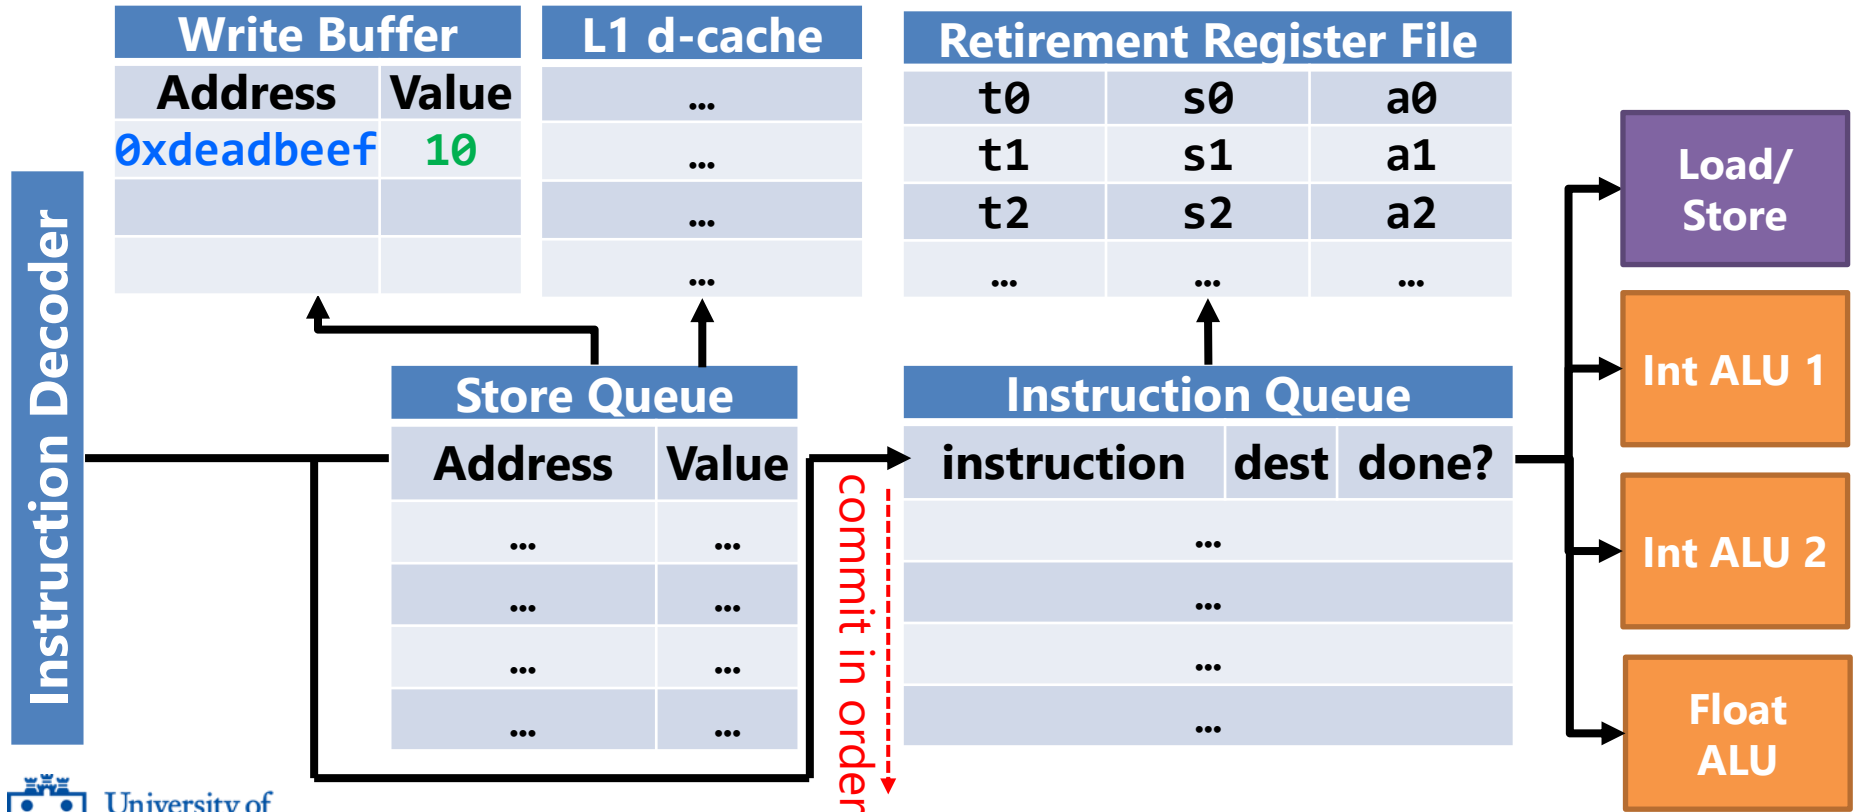 Write Buffer
Address Value
0xdeadbeef 10
L1 d-cache
...
...
...
...
Retirement Register File
t0 s0 a0
t1 s1 a1
t2 s2 a2
... ... ...
Instruction Decoder
Store Queue
Address Value
... ...
... ...
... ...
... ...
commit in order
Instruction Queue
instruction dest done?
...
...
...
...
Load/
Store
Int ALU 1
Int ALU 2
Float
ALU
University of